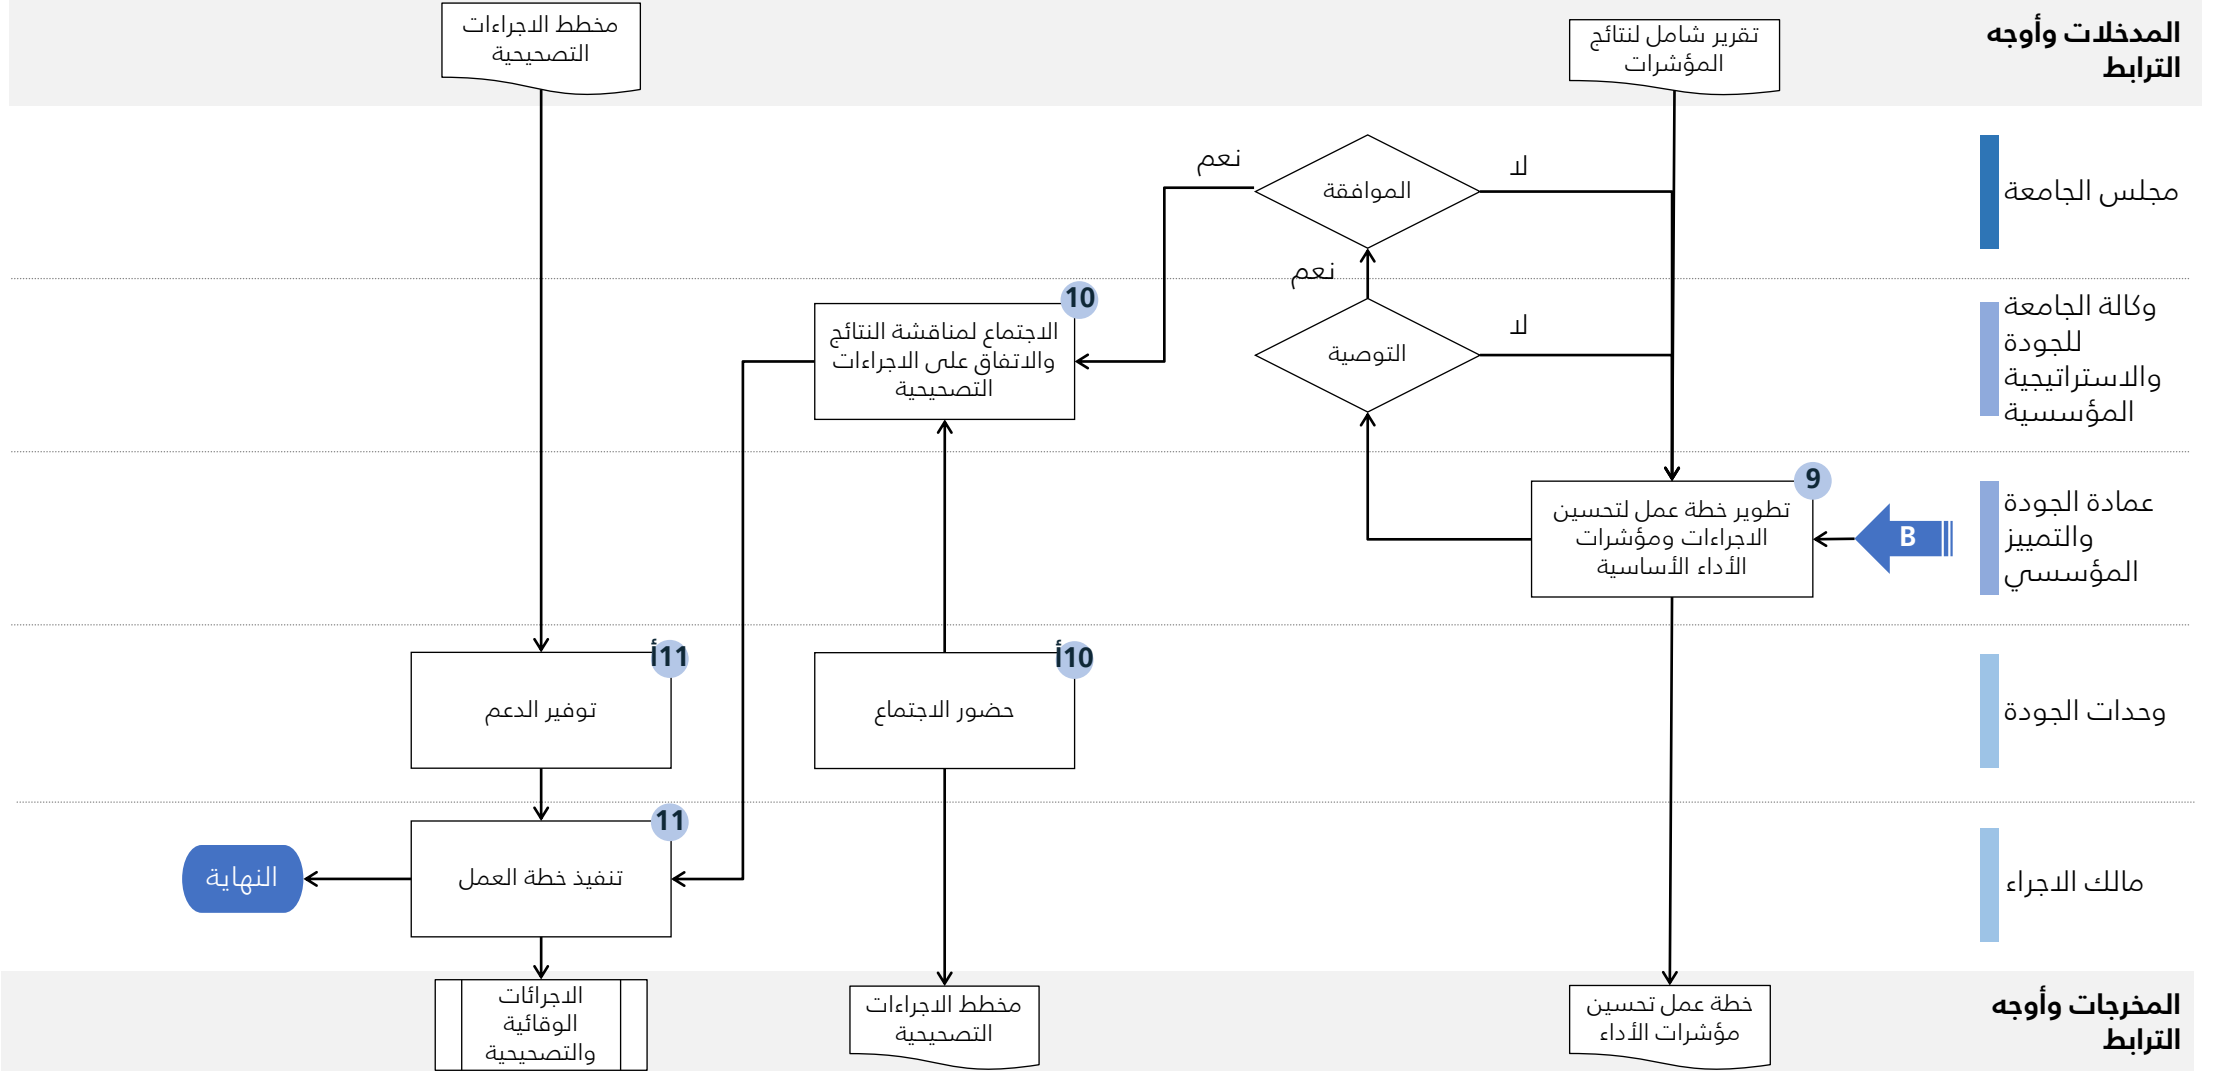 المدخلات وأوجه
الترابط
تقرير شامل لنتائج
المؤشرات
مخطط الاجراءات
التصحيحية
مجلس الجامعة
لا
الموافقة
نعم
وكالة الجامعة
للجودة
والاستراتيجية
المؤسسية
لا
التوصية
نعم
10
الاجتماع لمناقشة النتائج
والاتفاق على الاجراءات
التصحيحية
عمادة الجودة
والتمييز
المؤسسي
B
9
تطوير خطة عمل لتحسين
الاجراءات ومؤشرات
الأداء الأساسية
وحدات الجودة
10أ
حضور الاجتماع
11أ
توفير الدعم
مالك الاجراء
11
تنفيذ خطة العمل
النهاية
المخرجات وأوجه
الترابط
خطة عمل تحسين
مؤشرات الأداء
مخطط الاجراءات
التصحيحية
الاجرائات
الوقائية
والتصحيحية